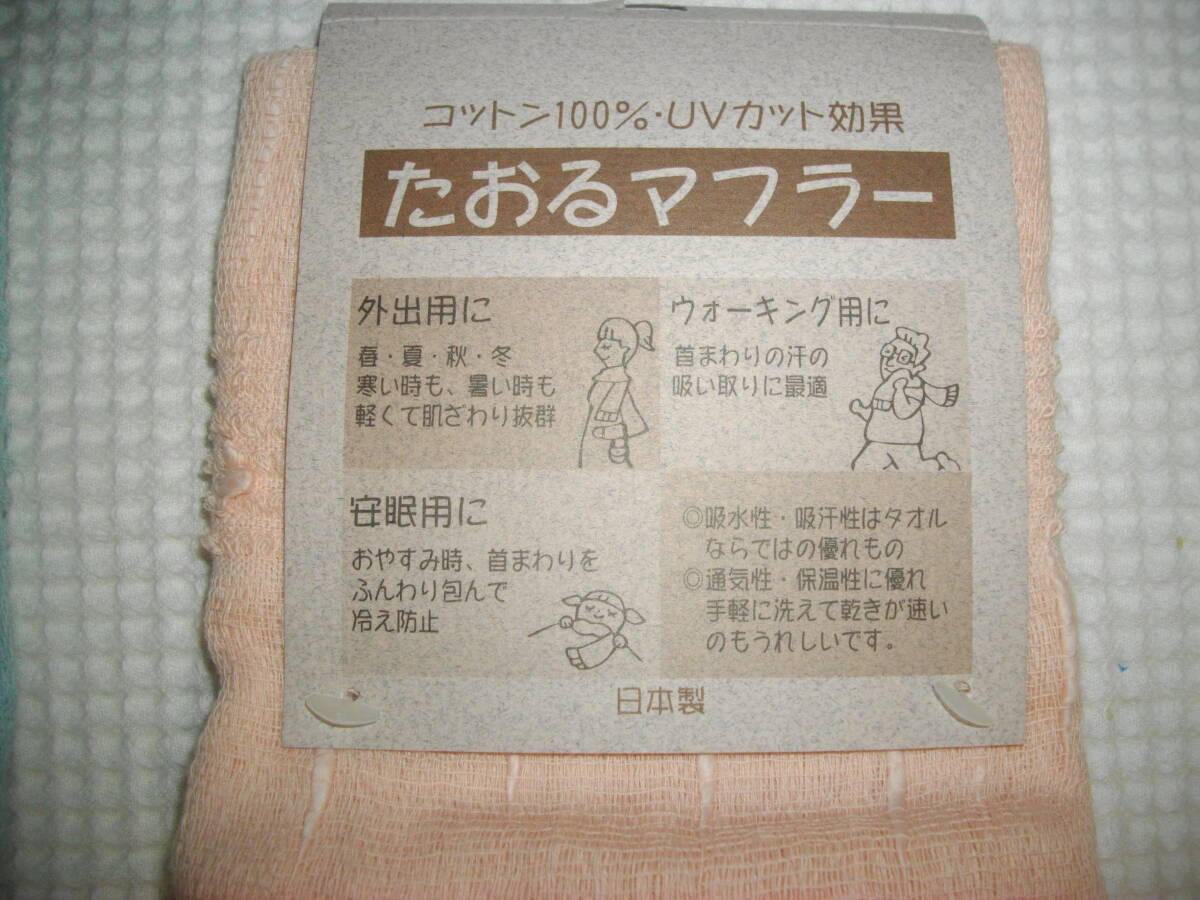 コットン100%・UVカット効果
たおるマフラー
外出用に
春・夏・秋・冬
寒い時も、暑い時も
軽くて肌ざわり抜群
ウォーキング用に
首まわりの汗の
吸い取りに最適
安眠用に
おやすみ時、首まわりを
ふんわり包んで
冷え防止
◎吸水性・吸汗性はタオル
ならではの優れもの
◎通気性・保温性に優れ
手軽に洗えて乾きが速い
のもうれしいです。
日本製